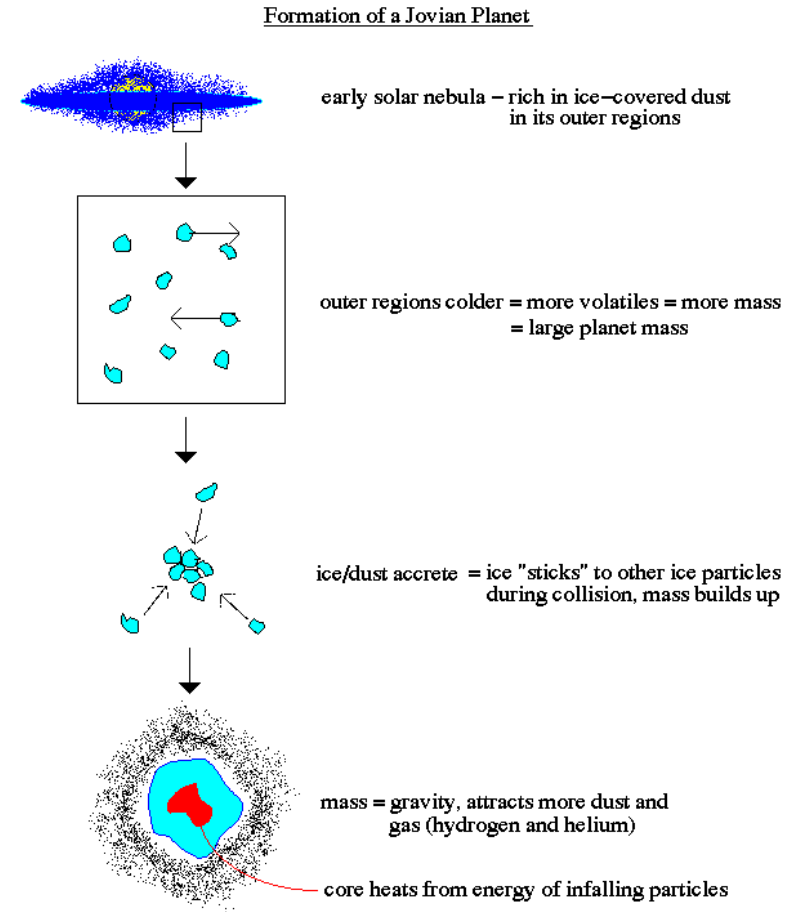 Formation of a Jovian Planet
early solar nebula – rich in ice–covered dust
in its outer regions
outer regions colder = more volatiles = more mass
= large planet mass
ice/dust accrete = ice "sticks" to other ice particles
during collision, mass builds up
mass = gravity, attracts more dust and
gas (hydrogen and helium)
core heats from energy of infalling particles